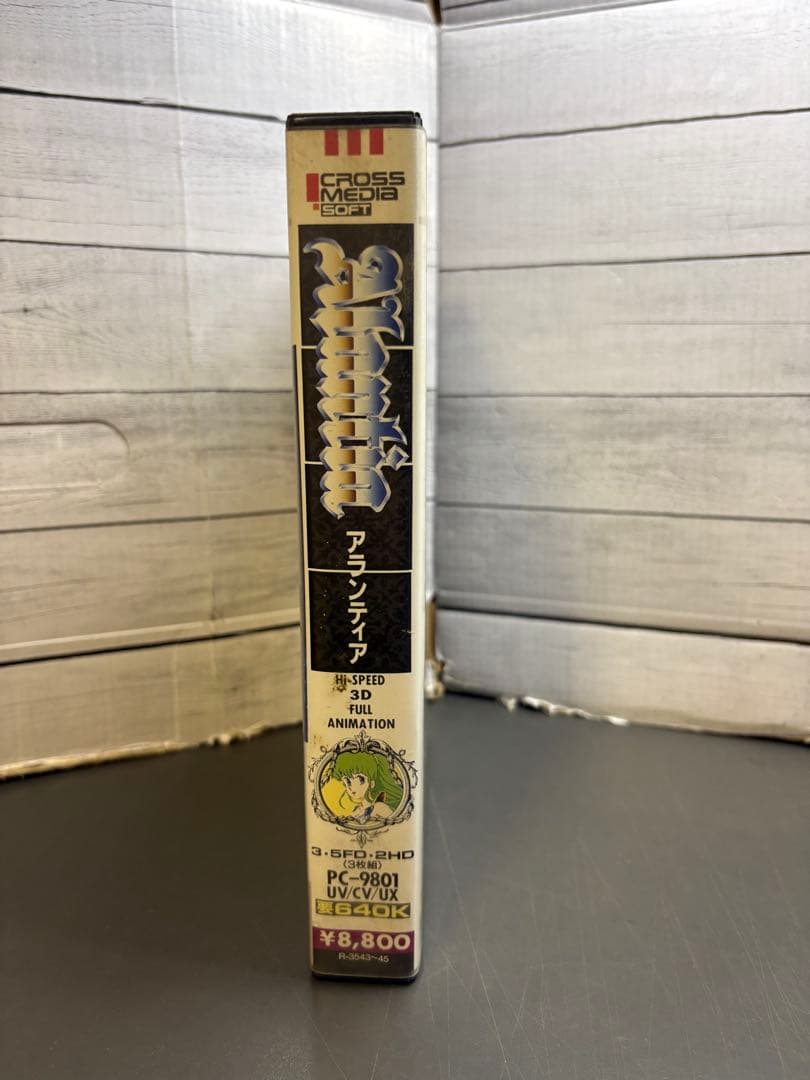 CROSS
MEDIA
SOFT
Alantia
アランティア
Hi-SPEED
3D
FULL
ANIMATION
3・5FD・2HD
(3枚組)
PC-9801
UV/CV/UX
要640K
¥8,800
R-3543〜45